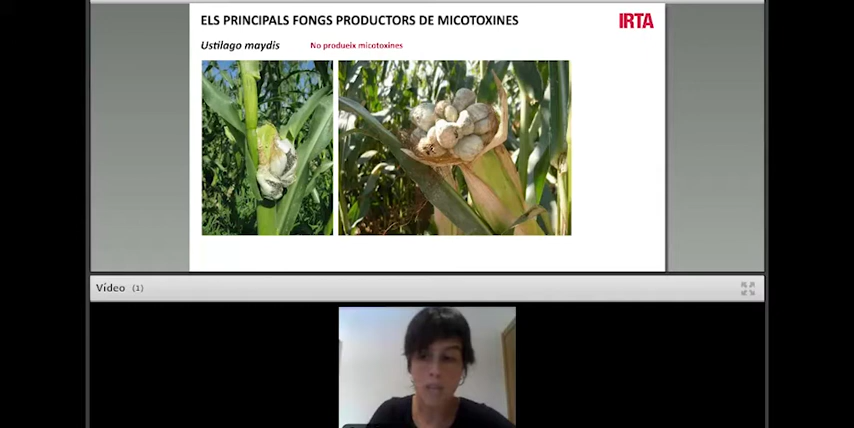 ELS PRINCIPALS FONGS PRODUCTORS DE MICOTOXINES
IRTA
Ustilago maydis
No produeix micotoxines
Vídeo (1)